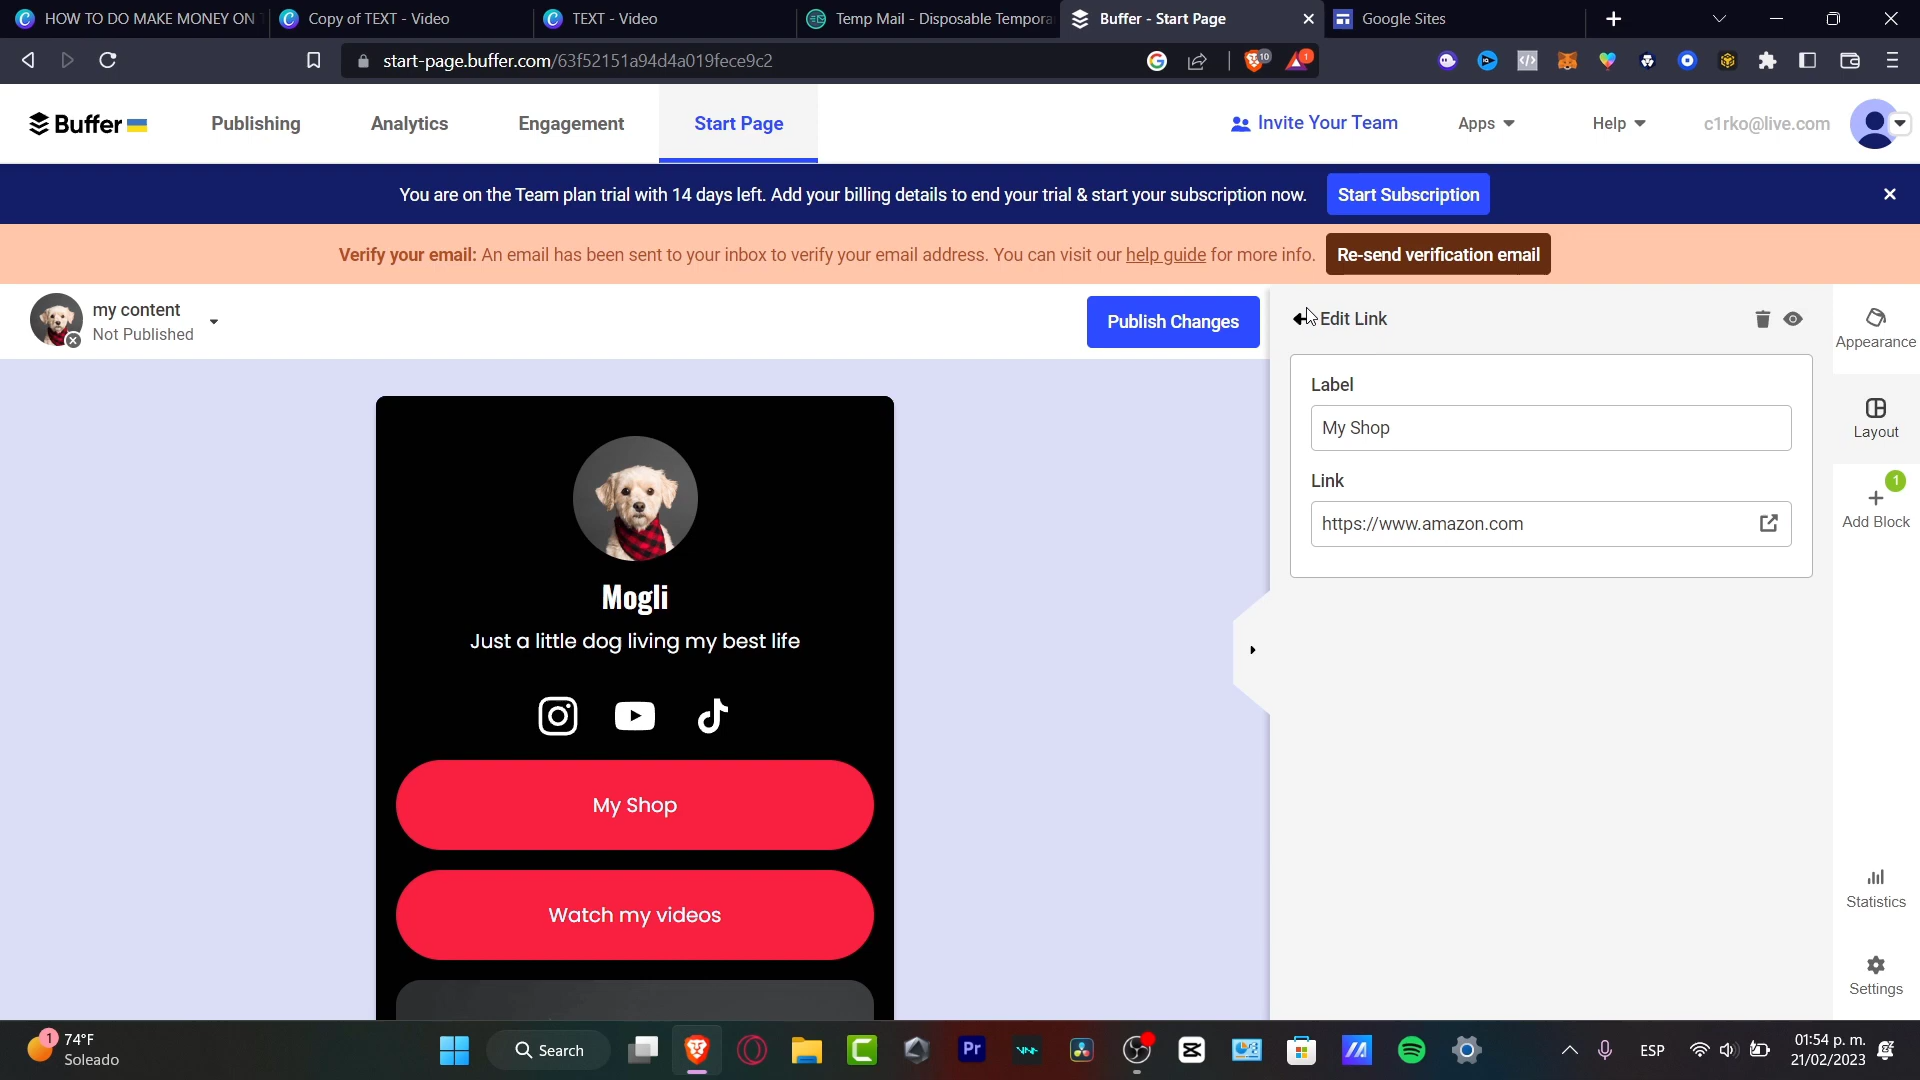 HOW TO DO MAKE MONEY ON
Copy of TEXT - Video
TEXT - Video
Temp Mail - Disposable Tempora
Buffer - Start Page
Google Sites
start-page.buffer.com/63f52151a94d4a019fece9c2
10
1
Buffer
Publishing
Analytics
Engagement
Start Page
Invite Your Team
Apps
Help
c1rko@live.com
You are on the Team plan trial with 14 days left. Add your billing details to end your trial & start your subscription now.
Start Subscription
Verify your email: An email has been sent to your inbox to verify your email address. You can visit our help guide for more info.
Re-send verification email
my content
Not Published
Publish Changes
Edit Link
Appearance
Label
My Shop
Layout
Link
https://www.amazon.com
1
Add Block
Mogli
Just a little dog living my best life
My Shop
Watch my videos
Statistics
Settings
1
74°F
Soleado
Search
Pr
ESP
01:54 p. m.
21/02/2023